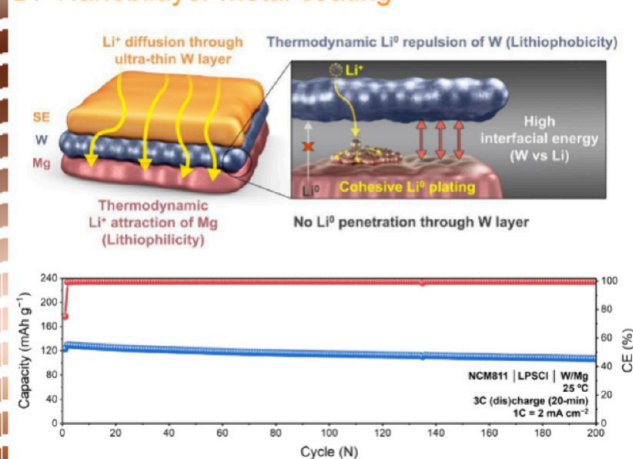 Nanobilayer metal coating
Li⁺ diffusion through
ultra-thin W layer
SE
W
Mg
Thermodynamic
Li⁺ attraction of Mg
(Lithiophilicity)
Thermodynamic Li⁰ repulsion of W (Lithiophobicity)
Li⁺
High
interfacial energy
(W vs Li)
Li⁰
Cohesive Li⁰ plating
No Li⁰ penetration through W layer
Capacity (mAh g⁻¹)
240
200
160
120
80
40
0
100
80
60
40
20
0
CE (%)
NCM811 | LPSCl | W/Mg
25 °C
3C (dis)charge (20-min)
1C = 2 mA cm⁻²
0 20 40 60 80 100 120 140 160 180 200
Cycle (N)